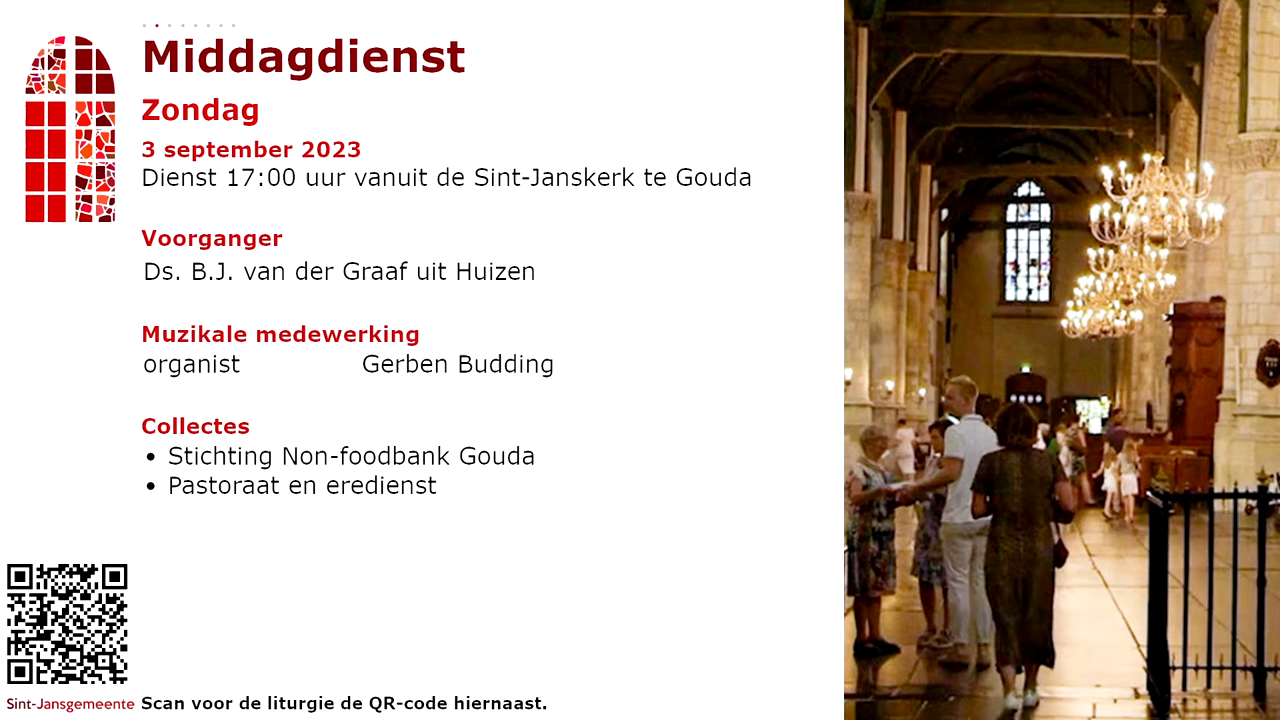 Middagdienst
Zondag
3 september 2023
Dienst 17:00 uur vanuit de Sint-Janskerk te Gouda
Voorganger
Ds. B.J. van der Graaf uit Huizen
Muzikale medewerking
organist Gerben Budding
Collectes
• Stichting Non-foodbank Gouda
• Pastoraat en eredienst
Sint-Jansgemeente
Scan voor de liturgie de QR-code hiernaast.